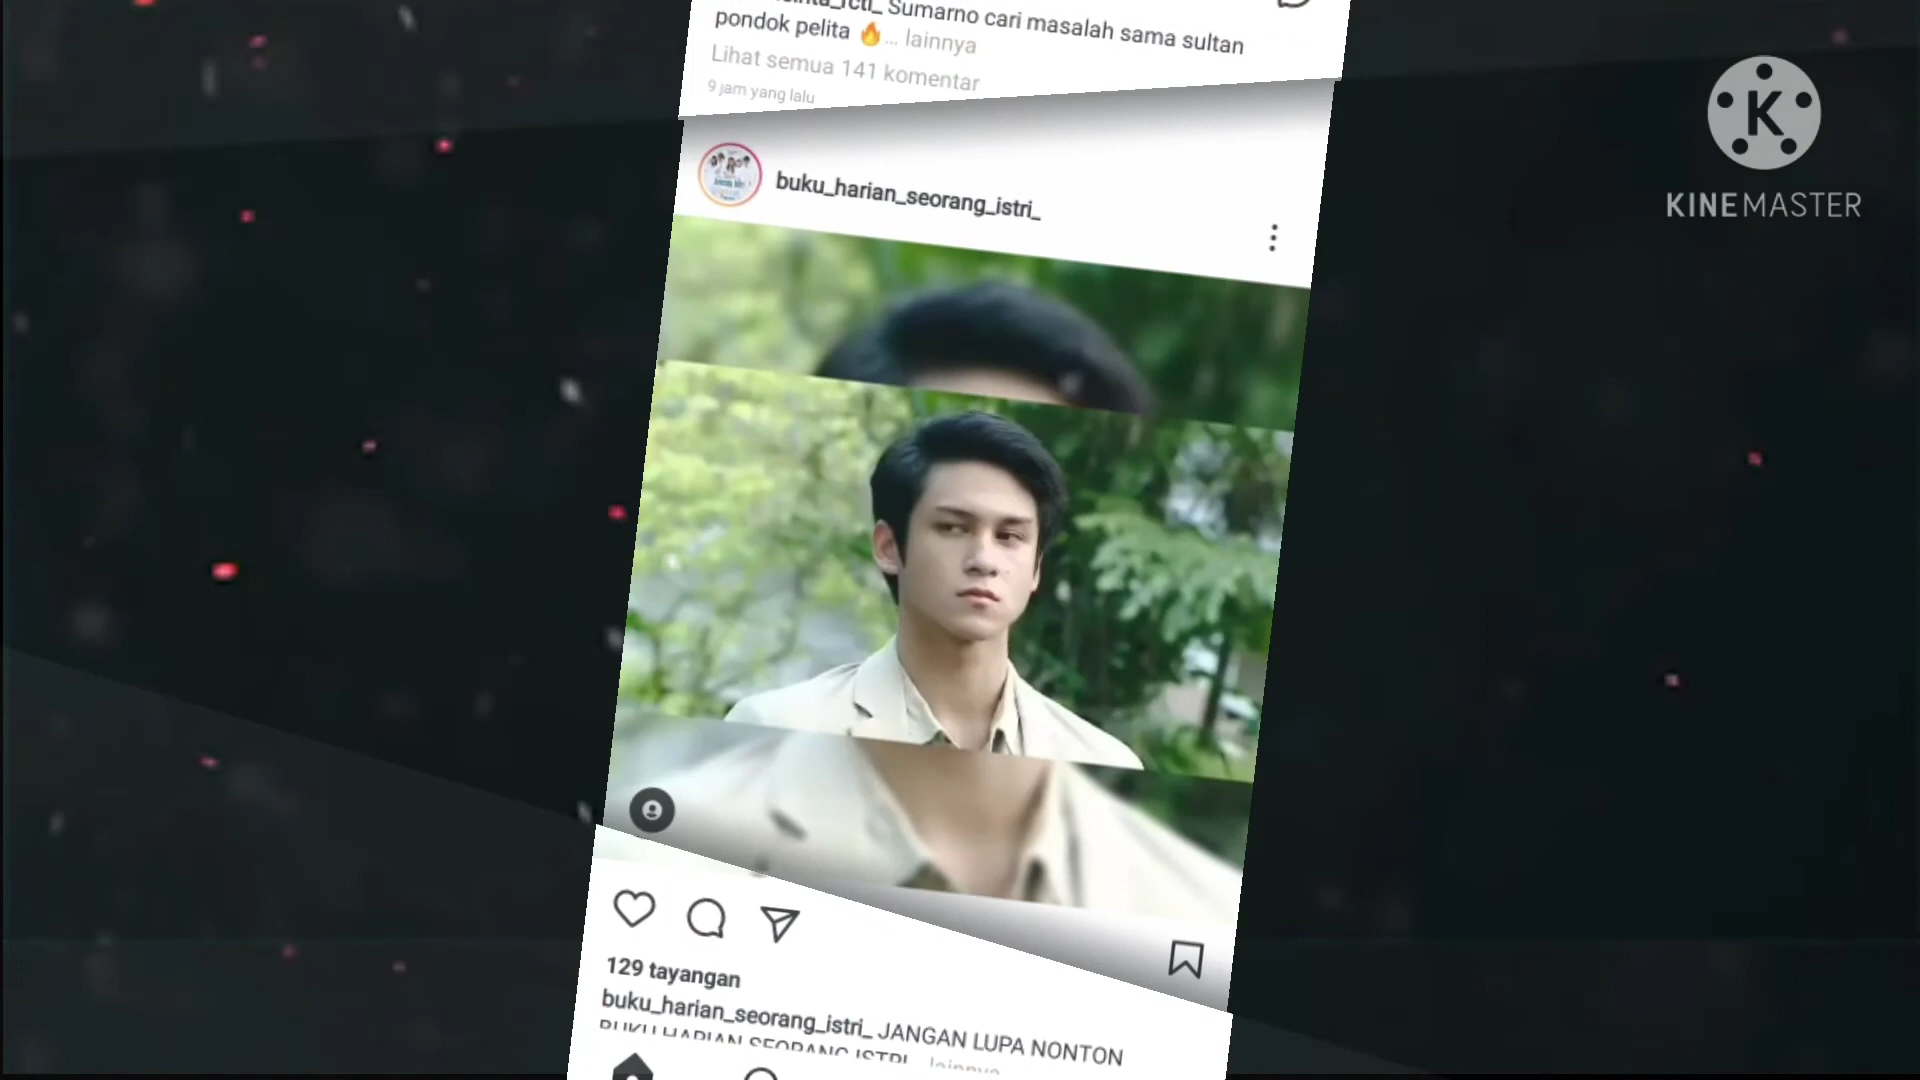 Sumarno cari masalah sama sultan
pondok pelita 🔥... lainnya
Lihat semua 141 komentar
9 jam yang lalu
KINEMASTER
buku_harian_seorang_istri_
129 tayangan
buku_harian_seorang_istri_ JANGAN LUPA NONTON
BUKU HARIAN SEORANG ISTRI... lainnya